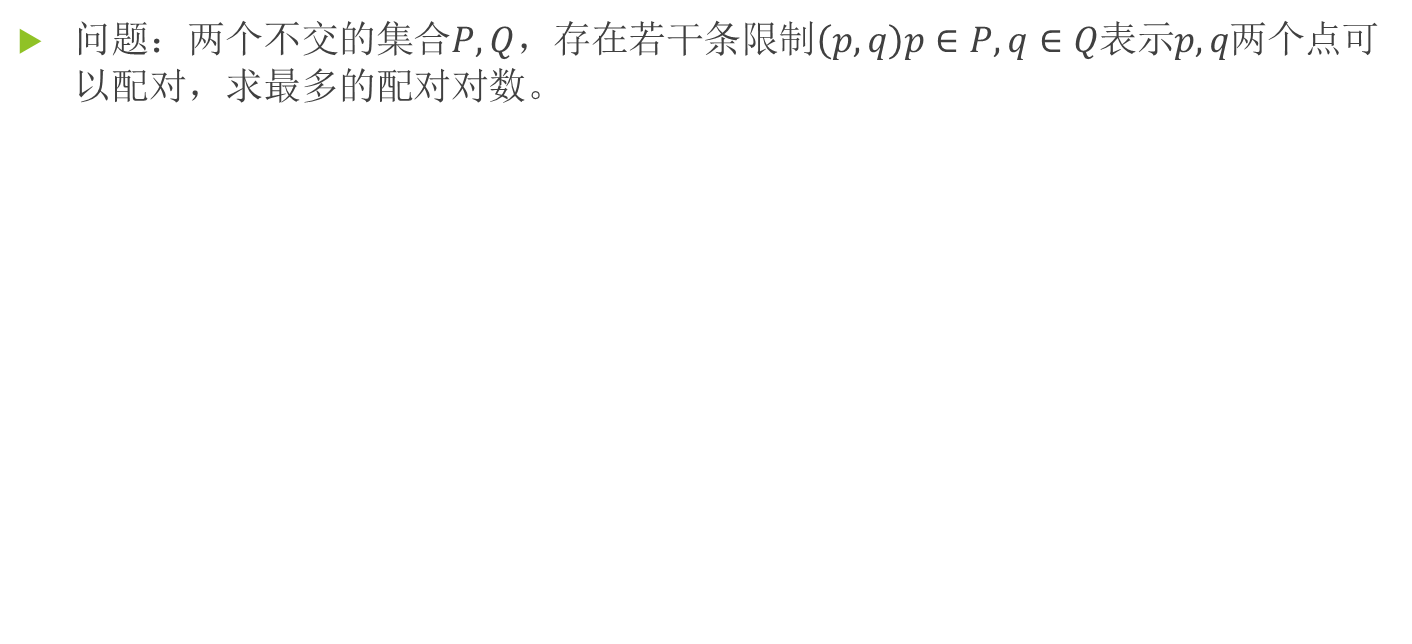 问题：两个不交的集合P, Q，存在若干条限制(p, q)p ∈ P, q ∈ Q表示p, q两个点可
以配对，求最多的配对对数。